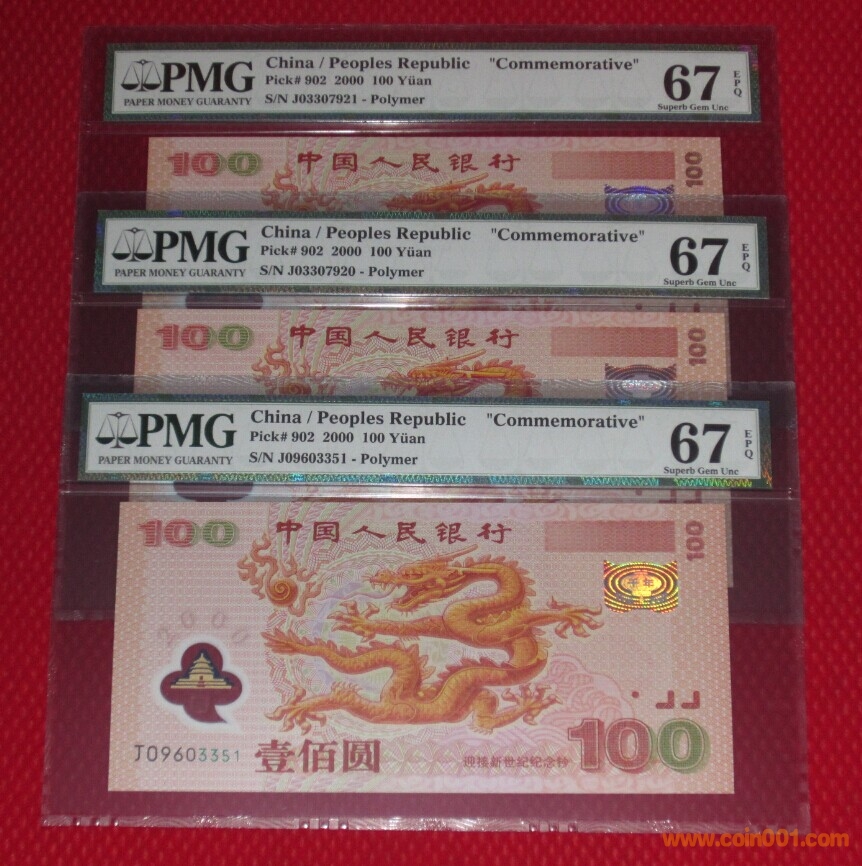 PMG
PAPER MONEY GUARANTY
China / Peoples Republic "Commemorative"
Pick# 902 2000 100 Yüan
S/N J03307921 - Polymer
67 EPQ
Superb Gem Unc
100 中国人民银行 100
PMG
PAPER MONEY GUARANTY
China / Peoples Republic "Commemorative"
Pick# 902 2000 100 Yüan
S/N J03307920 - Polymer
67 EPQ
Superb Gem Unc
100 中国人民银行 100
PMG
PAPER MONEY GUARANTY
China / Peoples Republic "Commemorative"
Pick# 902 2000 100 Yüan
S/N J09603351 - Polymer
67 EPQ
Superb Gem Unc
100 中国人民银行 100
千年
2000
J09603351 壹佰圆 迎接新世纪纪念钞 100
www.coin001.com